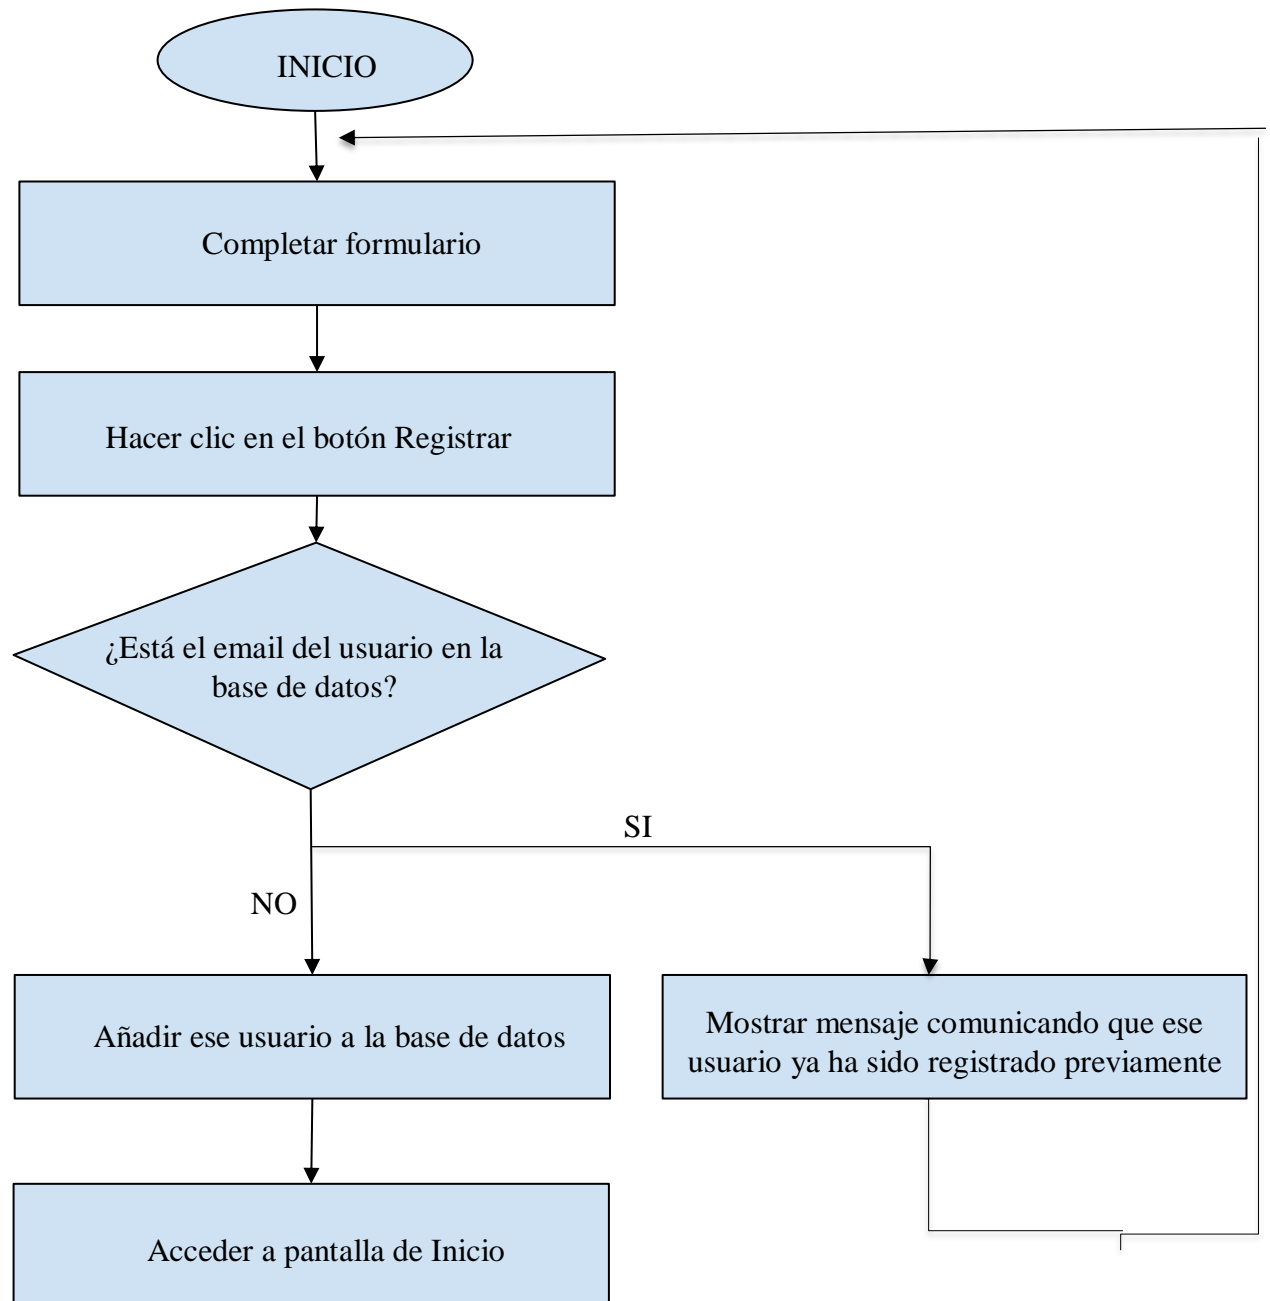 INICIO
Completar formulario
Hacer clic en el botón Registrar
¿Está el email del usuario en la
base de datos?
SI
NO
Añadir ese usuario a la base de datos
Mostrar mensaje comunicando que ese
usuario ya ha sido registrado previamente
Acceder a pantalla de Inicio